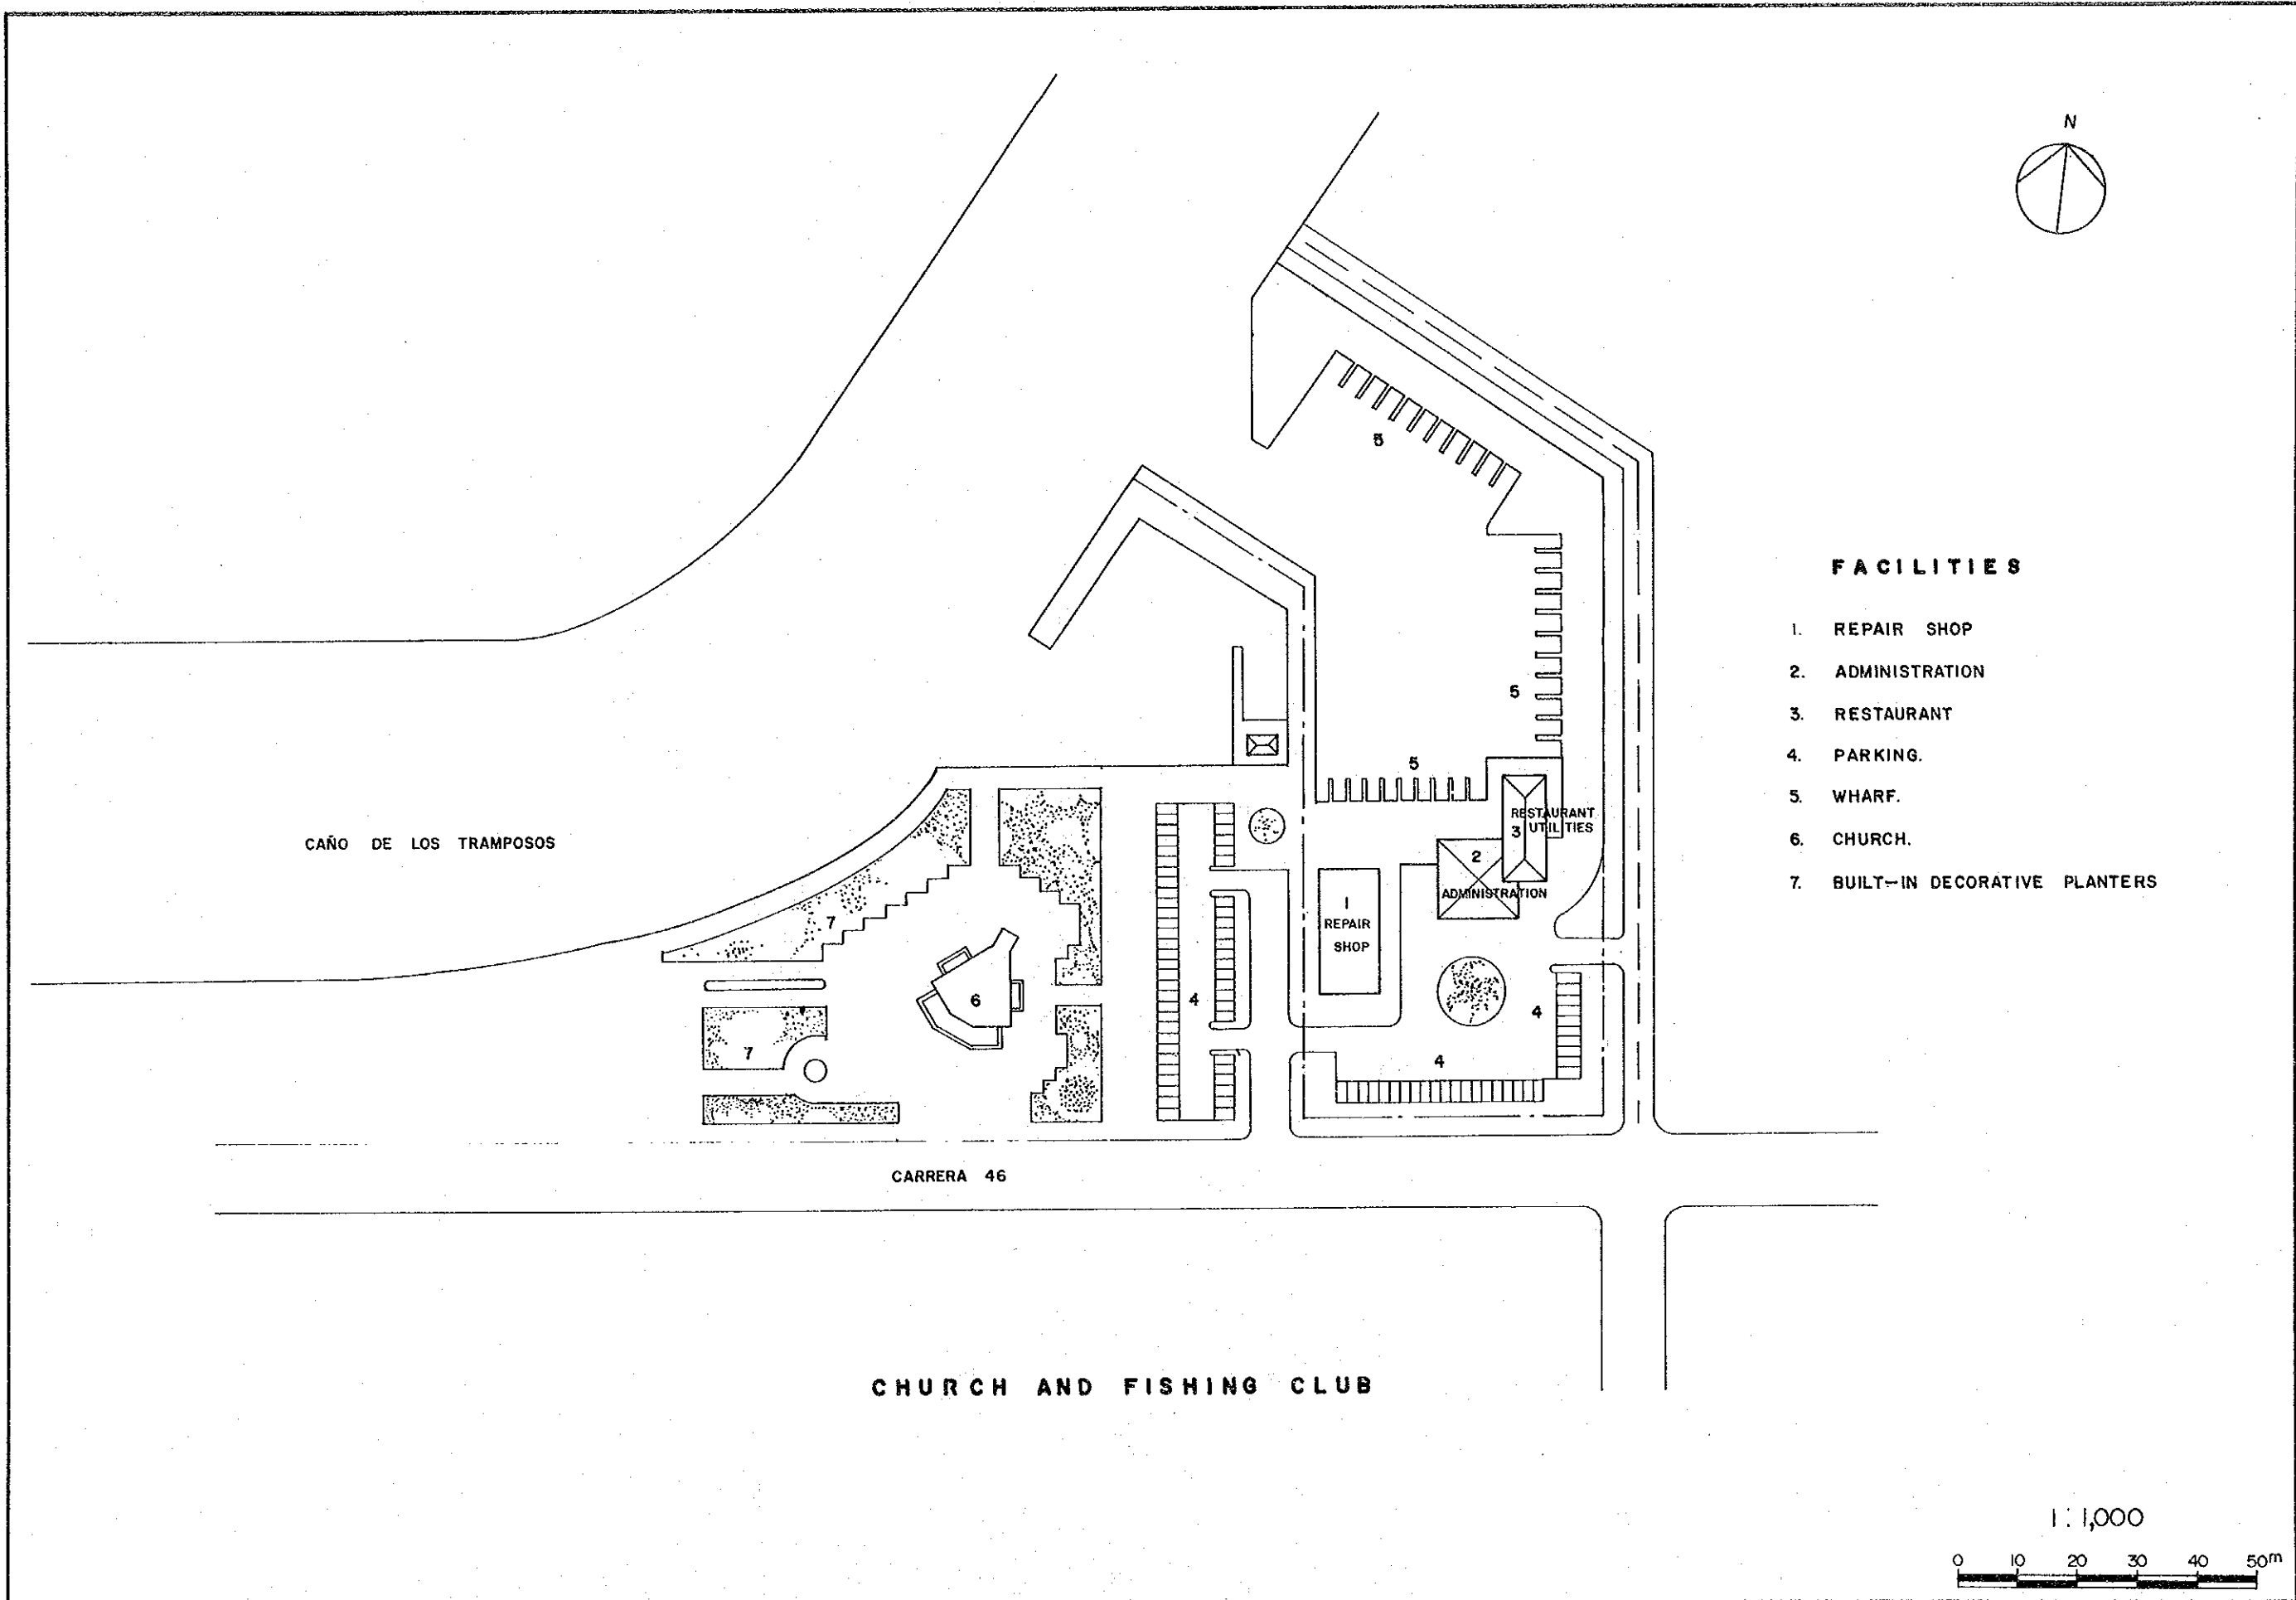 N
5
FACILITIES
1. REPAIR SHOP
2. ADMINISTRATION
3. RESTAURANT
4. PARKING.
5. WHARF.
6. CHURCH.
7. BUILT-IN DECORATIVE PLANTERS
5
5
RESTAURANT
3 UTILITIES
2
ADMINISTRATION
1
REPAIR
SHOP
CAÑO DE LOS TRAMPOSOS
7
6
4
4
7
4
CARRERA 46
CHURCH AND FISHING CLUB
1:1,000
0 10 20 30 40 50m